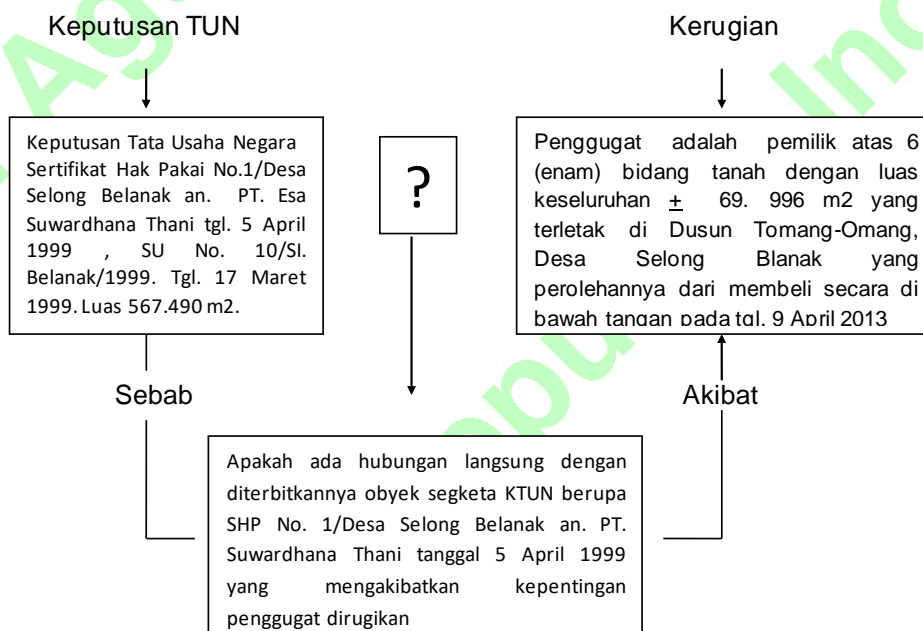 Keputusan TUN
Kerugian
Keputusan Tata Usaha Negara
Sertifikat Hak Pakai No.1/Desa
Selong Belanak an. PT. Esa
Suwardhana Thani tgl. 5 April
1999 , SU No. 10/Sl.
Belanak/1999. Tgl. 17 Maret
1999. Luas 567.490 m2.
?
Penggugat adalah pemilik atas 6
(enam) bidang tanah dengan luas
keseluruhan + 69. 996 m2 yang
terletak di Dusun Tomang-Omang,
Desa Selong Blanak yang
perolehannya dari membeli secara di
bawah tangan pada tgl. 9 April 2013
Sebab
Akibat
Apakah ada hubungan langsung dengan
diterbitkannya obyek segketa KTUN berupa
SHP No. 1/Desa Selong Belanak an. PT.
Suwardhana Thani tanggal 5 April 1999
yang mengakibatkan kepentingan
penggugat dirugikan